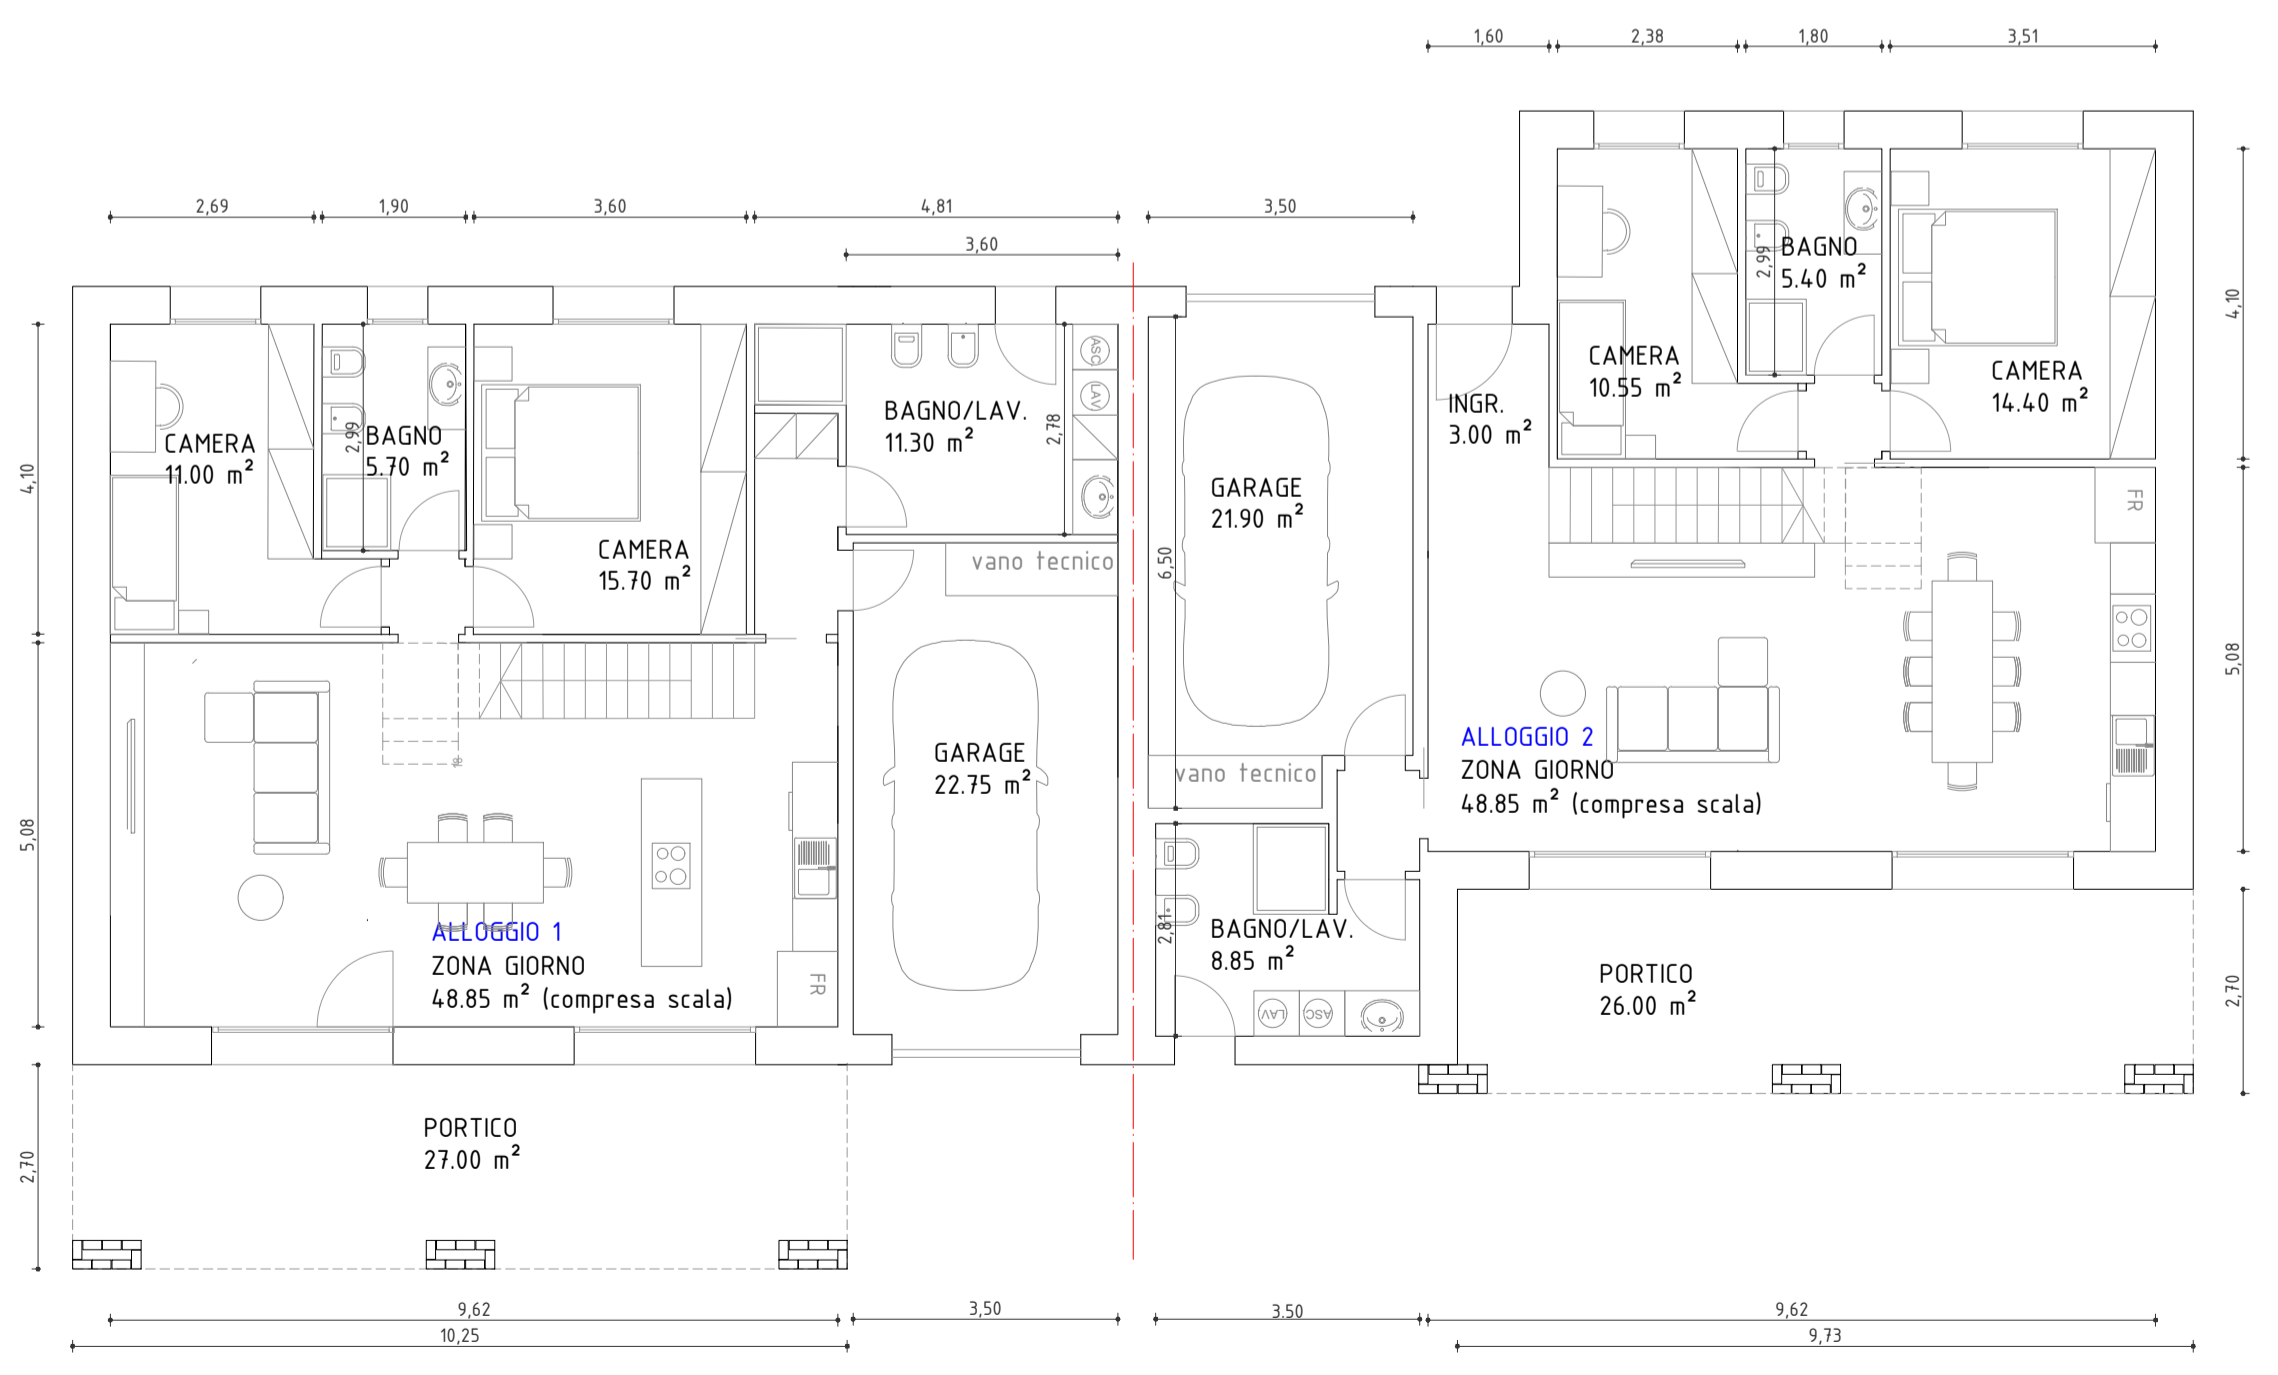 1,60
2,38
1,80
3,51
2,69
1,90
3,60
4,81
3,50
3,60
4,10
5,08
2,70
CAMERA
11.00 m²
2,99
BAGNO
5.70 m²
CAMERA
15.70 m²
BAGNO/LAV.
11.30 m²
2,78
ASC
LAV
vano tecnico
GARAGE
22.75 m²
FR
ALLOGGIO 1
ZONA GIORNO
48.85 m² (compresa scala)
PORTICO
27.00 m²
GARAGE
21.90 m²
6,50
vano tecnico
2,81
BAGNO/LAV.
8.85 m²
LAV
ASC
INGR.
3.00 m²
CAMERA
10.55 m²
2,99
BAGNO
5.40 m²
CAMERA
14.40 m²
FR
ALLOGGIO 2
ZONA GIORNO
48.85 m² (compresa scala)
PORTICO
26.00 m²
4,10
5,08
2,70
9,62
3,50
3.50
9,62
10,25
9,73